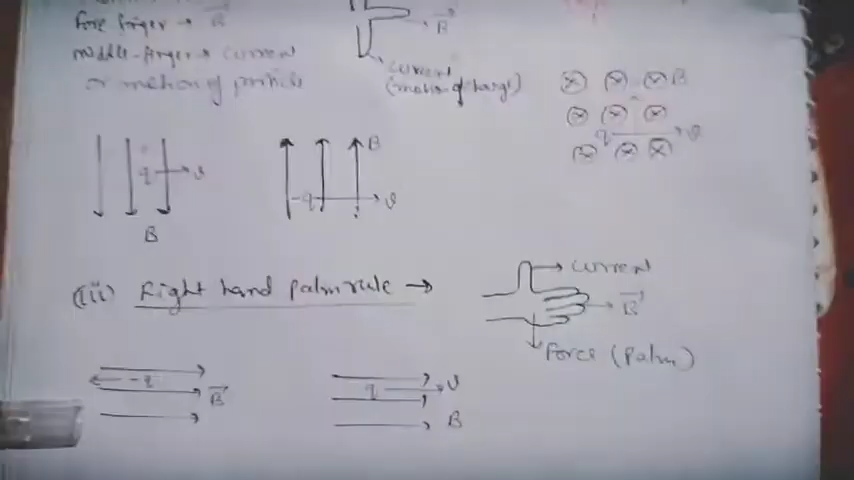 Fore finger → B
B
middle-finger → current
or motion of particle
current
(motion of charge)
B
q
v
q
v
B
B
-q
v
(iii) Right hand palm rule →
current
B
Force (palm)
-q
B
q
v
B